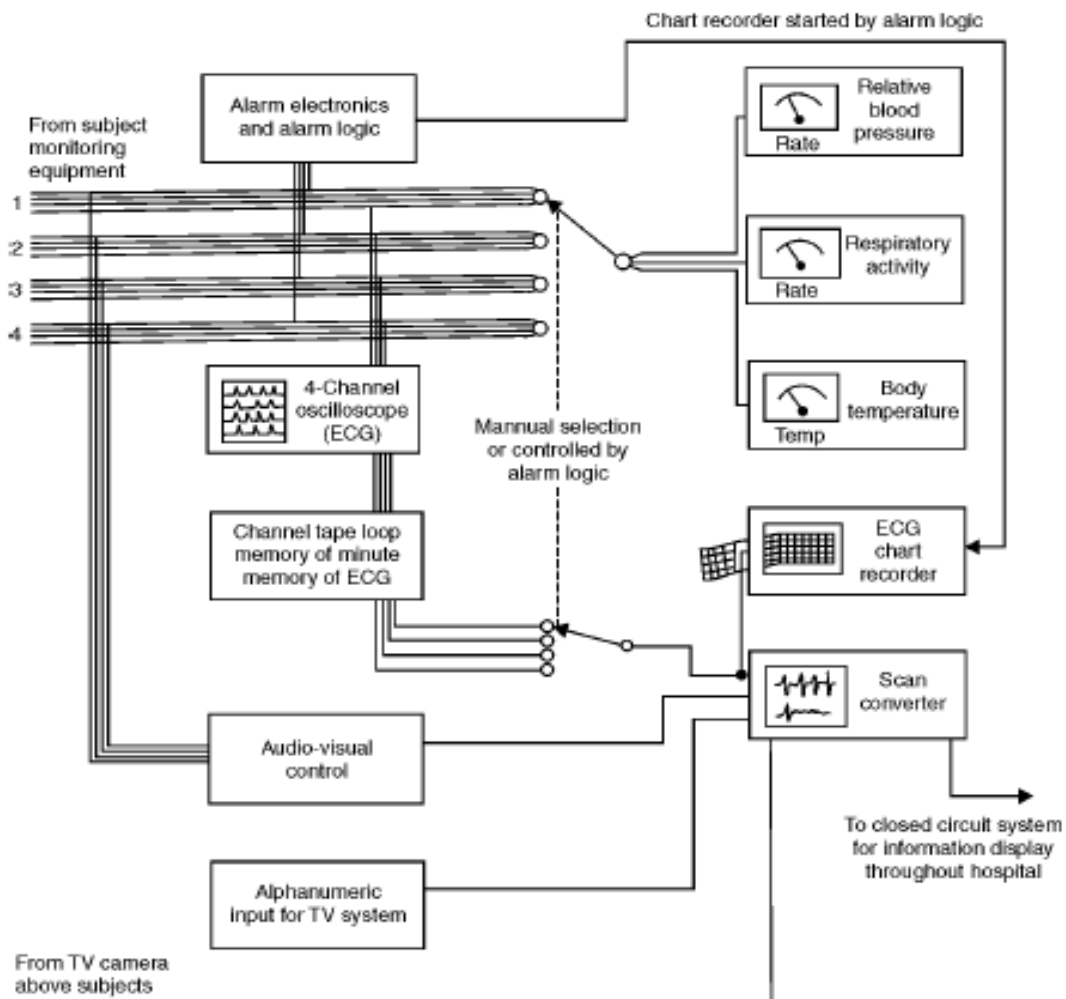 Chart recorder started by alarm logic
Alarm electronics
and alarm logic
From subject
monitoring
equipment
1
-2
-3
-4
Relative
blood
pressure
Rate
Respiratory
activity
Rate
Body
temperature
Temp
4-Channel
oscilloscope
(ECG)
Mannual selection
or controlled by
alarm logic
Channel tape loop
memory of minute
memory of ECG
ECG
chart
recorder
Scan
converter
Audio-visual
control
To closed circuit system
for information display
throughout hospital
Alphanumeric
input for TV system
From TV camera
above subjects